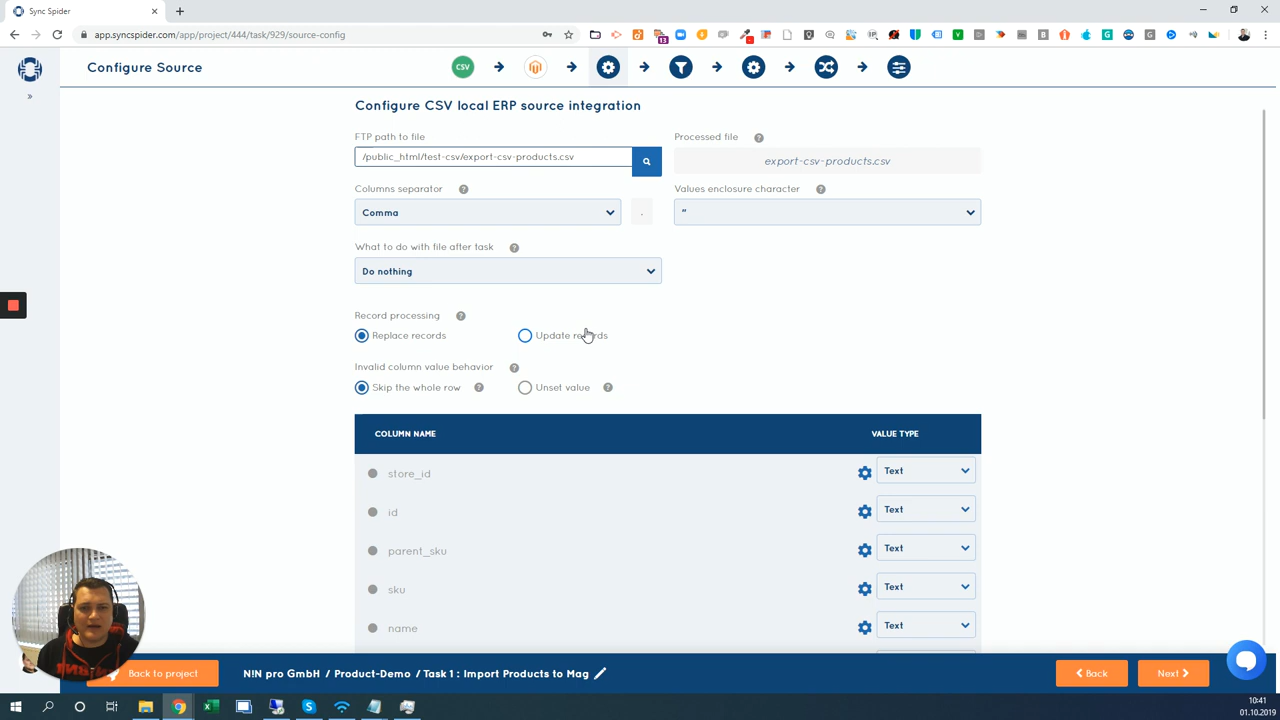 Sync Spider
app.syncspider.com/app/project/444/task/929/source-config
13
Configure Source
CSV
Configure CSV local ERP source integration
FTP path to file
Processed file ?
/public_html/test-csv/export-csv-products.csv
export-csv-products.csv
Columns separator ?
Values enclosure character ?
Comma
"
What to do with file after task ?
Do nothing
Record processing ?
Replace records
Update records
Invalid column value behavior ?
Skip the whole row ?
Unset value ?
COLUMN NAME
VALUE TYPE
store_id
Text
id
Text
parent_sku
Text
sku
Text
name
Text
Back to project
N!N pro GmbH / Product-Demo / Task 1 : Import Products to Mag
Back
Next
10:41
01.10.2019